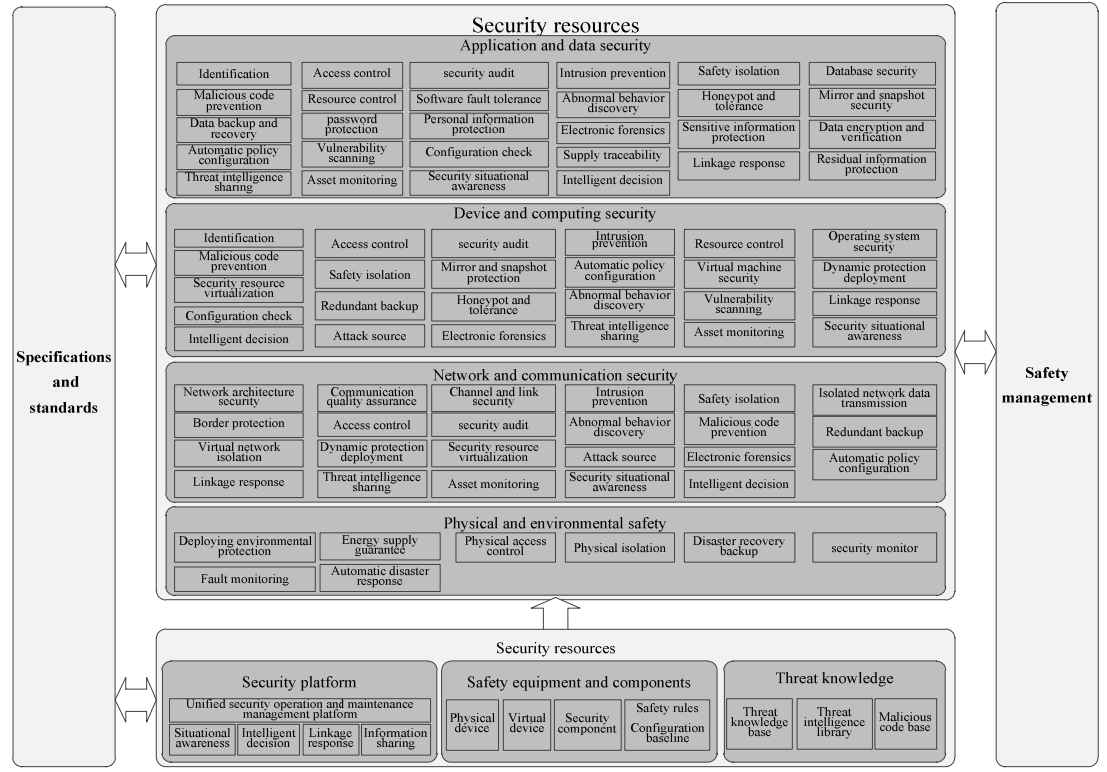 Specifications
and
standards
Security resources
Application and data security
Identification
Malicious code
prevention
Data backup and
recovery
Automatic policy
configuration
Threat intelligence
sharing
Access control
Resource control
password
protection
Vulnerability
scanning
Asset monitoring
security audit
Software fault tolerance
Personal information
protection
Configuration check
Security situational
awareness
Intrusion prevention
Abnormal behavior
discovery
Electronic forensics
Supply traceability
Intelligent decision
Safety isolation
Honeypot and
tolerance
Sensitive information
protection
Linkage response
Database security
Mirror and snapshot
security
Data encryption and
verification
Residual information
protection
Device and computing security
Identification
Malicious code
prevention
Security resource
virtualization
Configuration check
Intelligent decision
Access control
Safety isolation
Redundant backup
Attack source
security audit
Mirror and snapshot
protection
Honeypot and
tolerance
Electronic forensics
Intrusion
prevention
Automatic policy
configuration
Abnormal behavior
discovery
Threat intelligence
sharing
Resource control
Virtual machine
security
Vulnerability
scanning
Asset monitoring
Operating system
security
Dynamic protection
deployment
Linkage response
Security situational
awareness
Network and communication security
Network architecture
security
Border protection
Virtual network
isolation
Linkage response
Communication
quality assurance
Access control
Dynamic protection
deployment
Threat intelligence
sharing
Channel and link
security
security audit
Security resource
virtualization
Asset monitoring
Intrusion
prevention
Abnormal behavior
discovery
Attack source
Security situational
awareness
Safety isolation
Malicious code
prevention
Electronic forensics
Intelligent decision
Isolated network data
transmission
Redundant backup
Automatic policy
configuration
Physical and environmental safety
Deploying environmental
protection
Fault monitoring
Energy supply
guarantee
Automatic disaster
response
Physical access
control
Physical isolation
Disaster recovery
backup
security monitor
Security resources
Security platform
Unified security operation and maintenance
management platform
Situational
awareness
Intelligent
decision
Linkage
response
Information
sharing
Safety equipment and components
Physical
device
Virtual
device
Security
component
Safety rules
Configuration
baseline
Threat knowledge
Threat
knowledge
base
Threat
intelligence
library
Malicious
code base
Safety
management